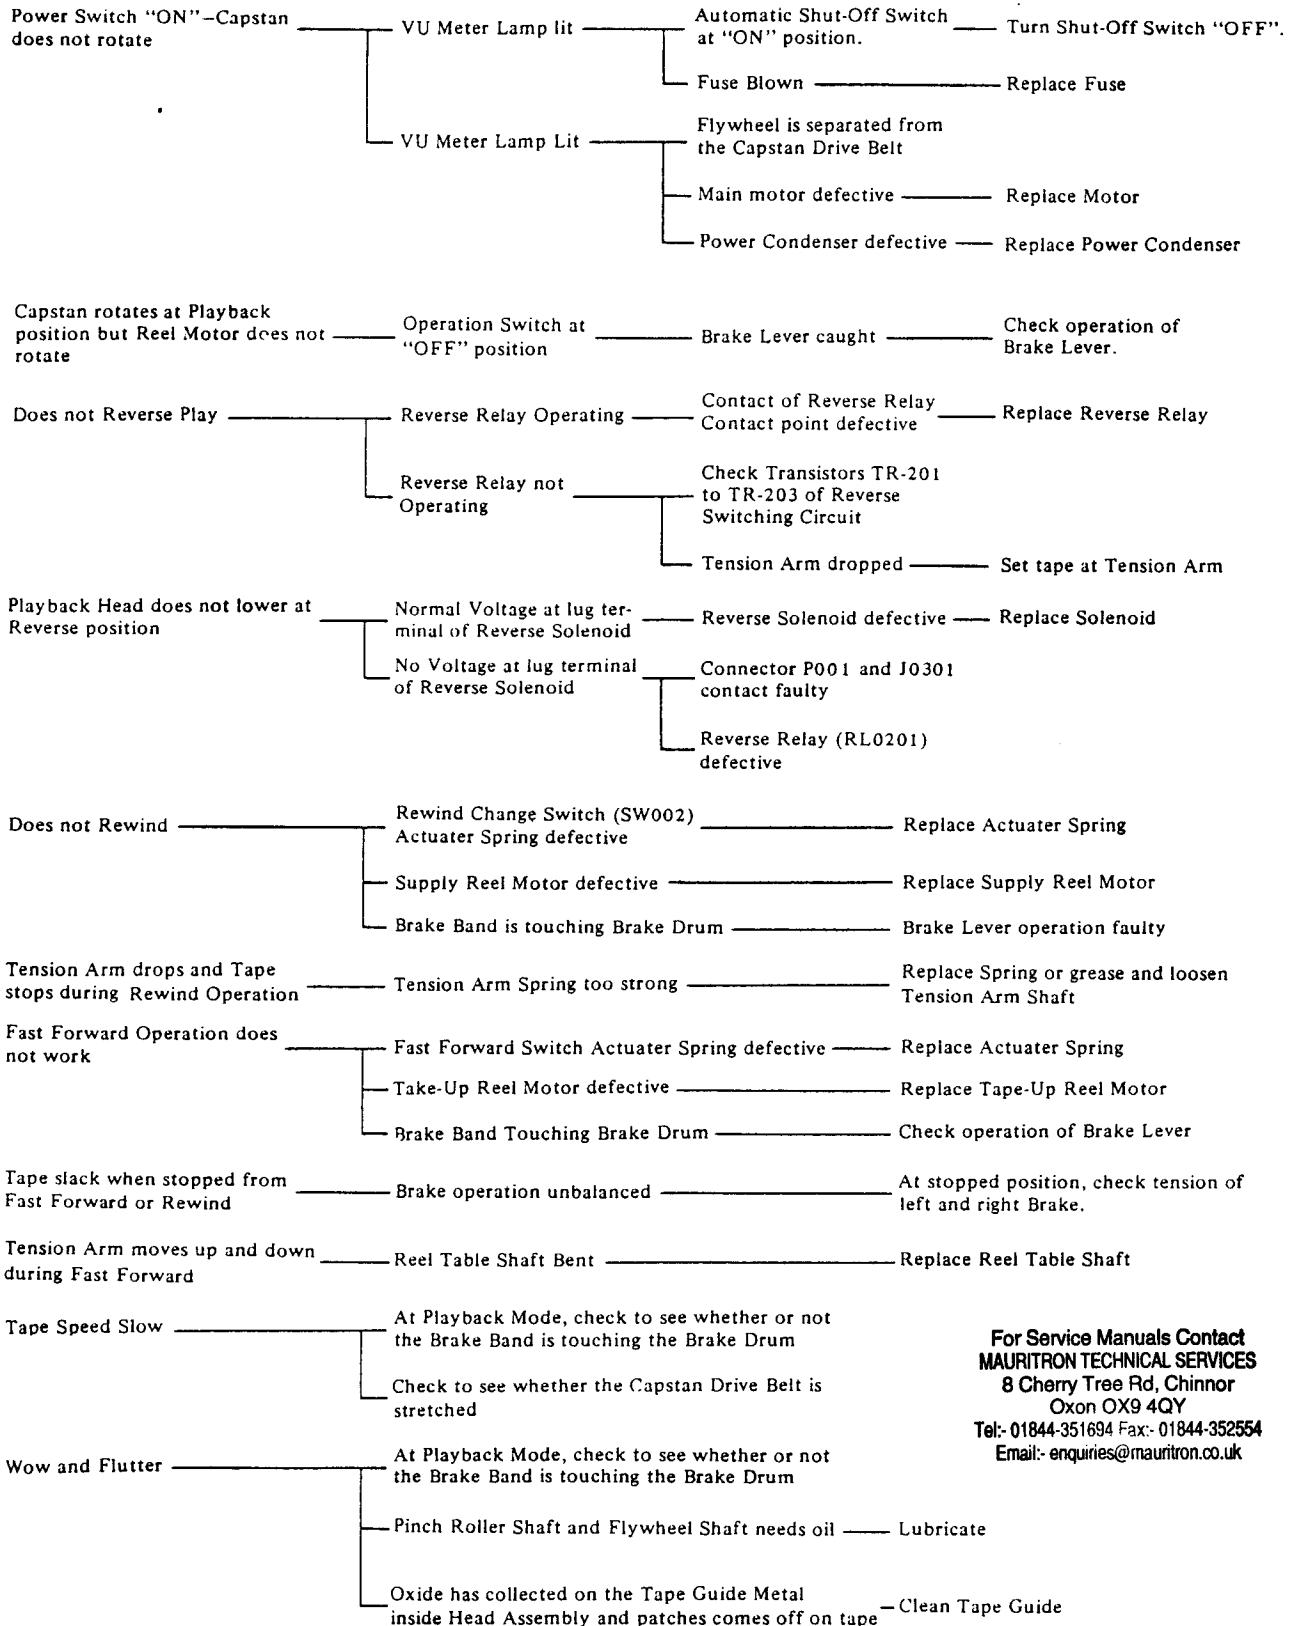 Power Switch “ON”–Capstan does not rotate
VU Meter Lamp lit
Automatic Shut-Off Switch at “ON” position.
Turn Shut-Off Switch “OFF”.
Fuse Blown
Replace Fuse
VU Meter Lamp Lit
Flywheel is separated from the Capstan Drive Belt
Main motor defective
Replace Motor
Power Condenser defective
Replace Power Condenser
Capstan rotates at Playback position but Reel Motor does not rotate
Operation Switch at “OFF” position
Brake Lever caught
Check operation of Brake Lever.
Does not Reverse Play
Reverse Relay Operating
Contact of Reverse Relay Contact point defective
Replace Reverse Relay
Reverse Relay not Operating
Check Transistors TR-201 to TR-203 of Reverse Switching Circuit
Tension Arm dropped
Set tape at Tension Arm
Playback Head does not lower at Reverse position
Normal Voltage at lug ter-minal of Reverse Solenoid
Reverse Solenoid defective
Replace Solenoid
No Voltage at lug terminal of Reverse Solenoid
Connector P001 and J0301 contact faulty
Reverse Relay (RL0201) defective
Does not Rewind
Rewind Change Switch (SW002) Actuater Spring defective
Replace Actuater Spring
Supply Reel Motor defective
Replace Supply Reel Motor
Brake Band is touching Brake Drum
Brake Lever operation faulty
Tension Arm drops and Tape stops during Rewind Operation
Tension Arm Spring too strong
Replace Spring or grease and loosen Tension Arm Shaft
Fast Forward Operation does not work
Fast Forward Switch Actuater Spring defective
Replace Actuater Spring
Take-Up Reel Motor defective
Replace Tape-Up Reel Motor
Brake Band Touching Brake Drum
Check operation of Brake Lever
Tape slack when stopped from Fast Forward or Rewind
Brake operation unbalanced
At stopped position, check tension of left and right Brake.
Tension Arm moves up and down during Fast Forward
Reel Table Shaft Bent
Replace Reel Table Shaft
Tape Speed Slow
At Playback Mode, check to see whether or not the Brake Band is touching the Brake Drum
Check to see whether the Capstan Drive Belt is stretched
For Service Manuals Contact
MAURITRON TECHNICAL SERVICES
8 Cherry Tree Rd, Chinnor
Oxon OX9 4QY
Tel:- 01844-351694 Fax:- 01844-352554
Email:- enquiries@mauritron.co.uk
Wow and Flutter
At Playback Mode, check to see whether or not the Brake Band is touching the Brake Drum
Pinch Roller Shaft and Flywheel Shaft needs oil
Lubricate
Oxide has collected on the Tape Guide Metal inside Head Assembly and patches comes off on tape
Clean Tape Guide